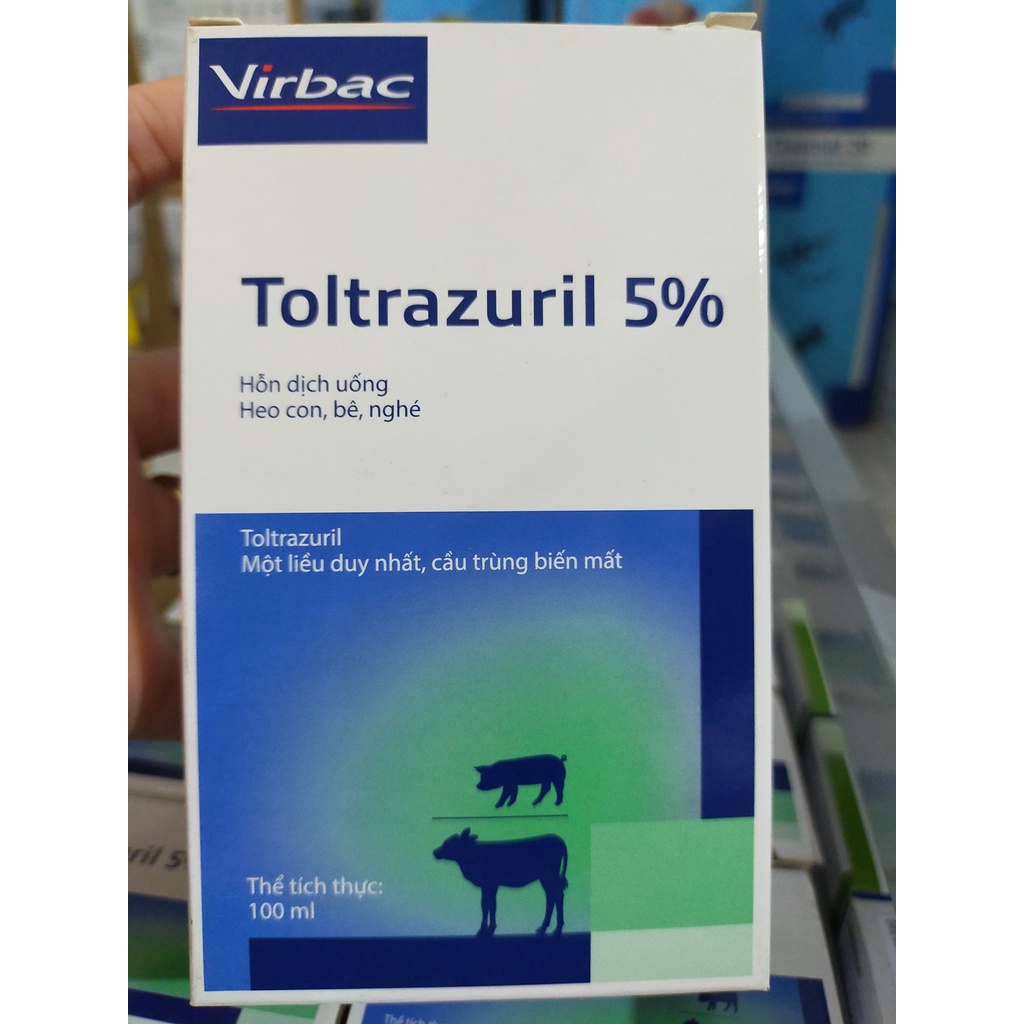 Virbac
Toltrazuril 5%
Hỗn dịch uống
Heo con, bê, nghé
Toltrazuril
Một liều duy nhất, cầu trùng biến mất
Thể tích thực:
100 ml